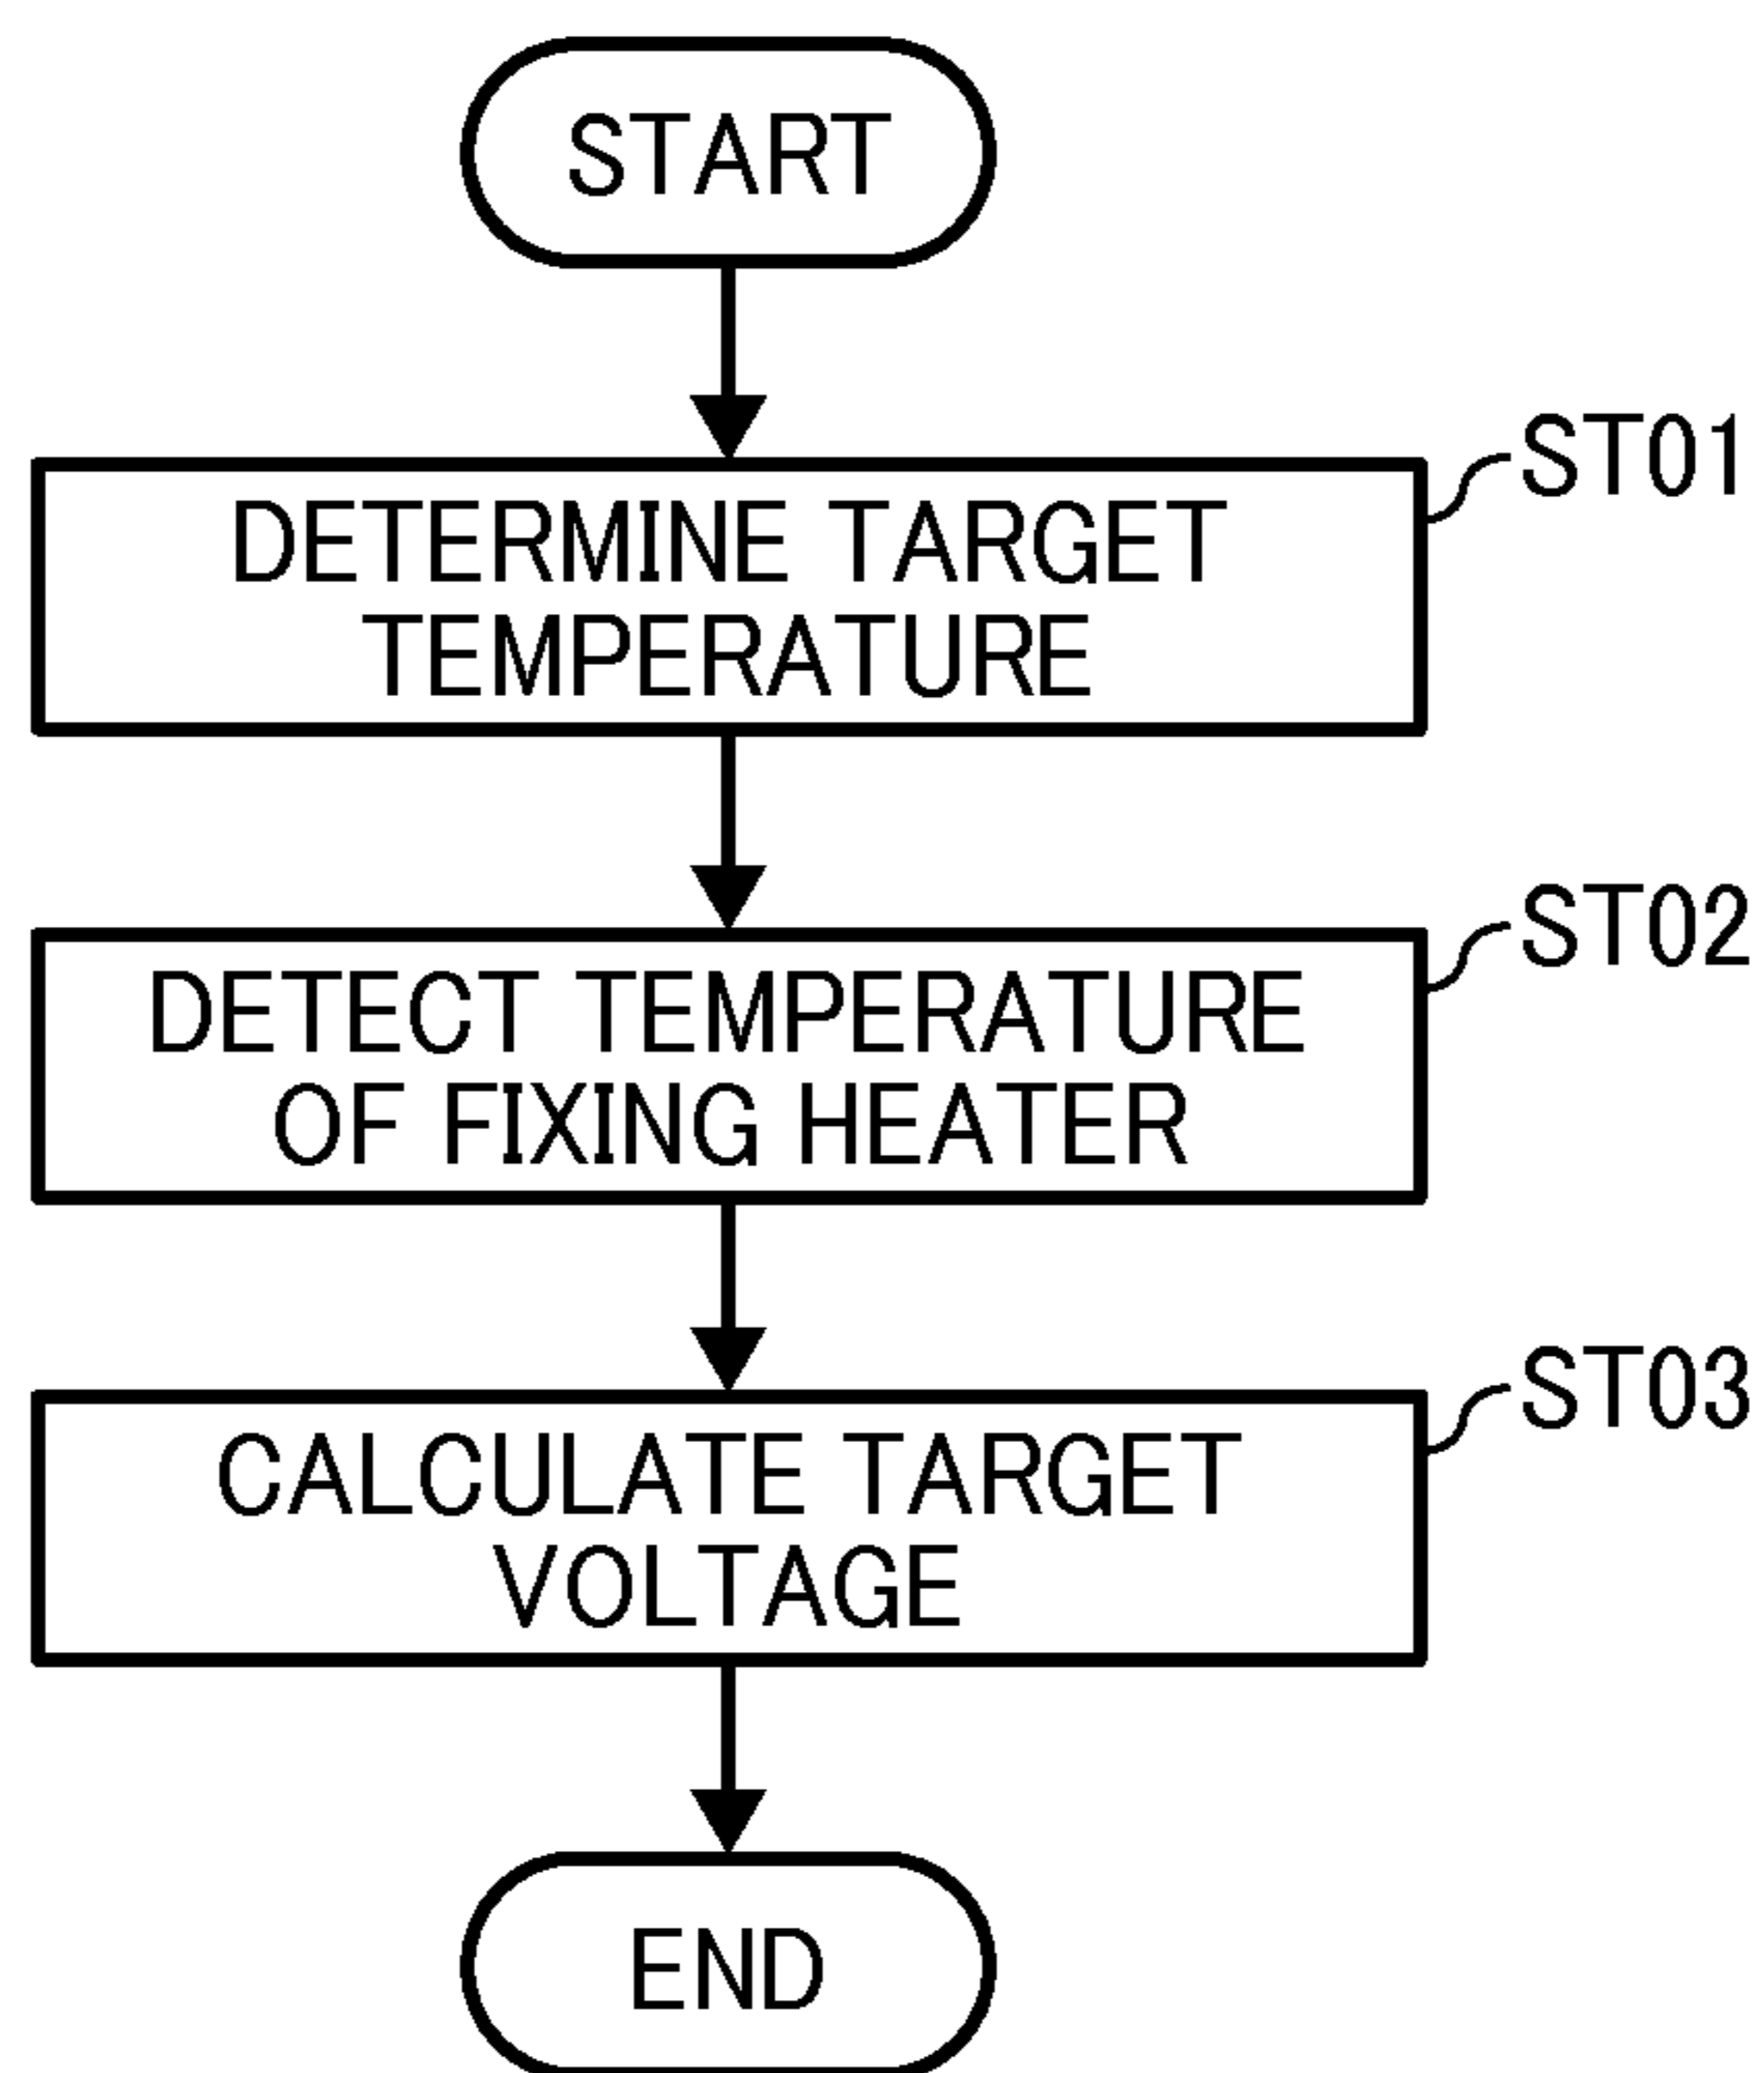 START
ST01
DETERMINE TARGET
TEMPERATURE
ST02
DETECT TEMPERATURE
OF FIXING HEATER
ST03
CALCULATE TARGET
VOLTAGE
END